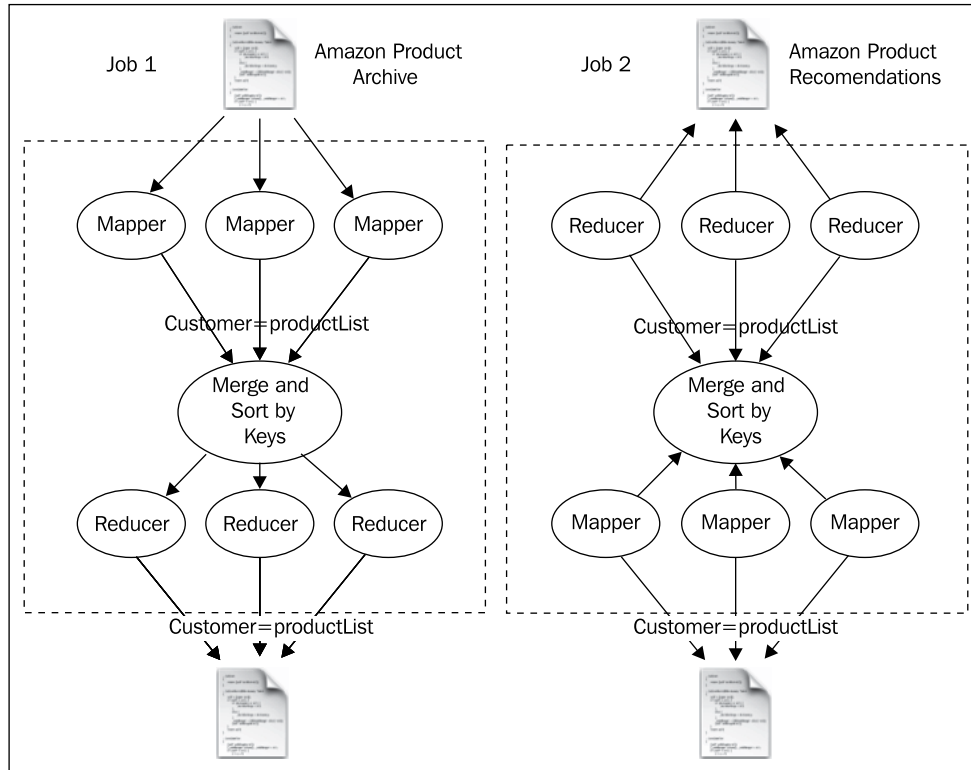 Job 1
Amazon Product
Archive
Mapper
Mapper
Mapper
Customer=productList
Merge and
Sort by
Keys
Reducer
Reducer
Reducer
Customer=productList
Job 2
Amazon Product
Recomendations
Reducer
Reducer
Reducer
Customer=productList
Merge and
Sort by
Keys
Mapper
Mapper
Mapper
Customer=productList